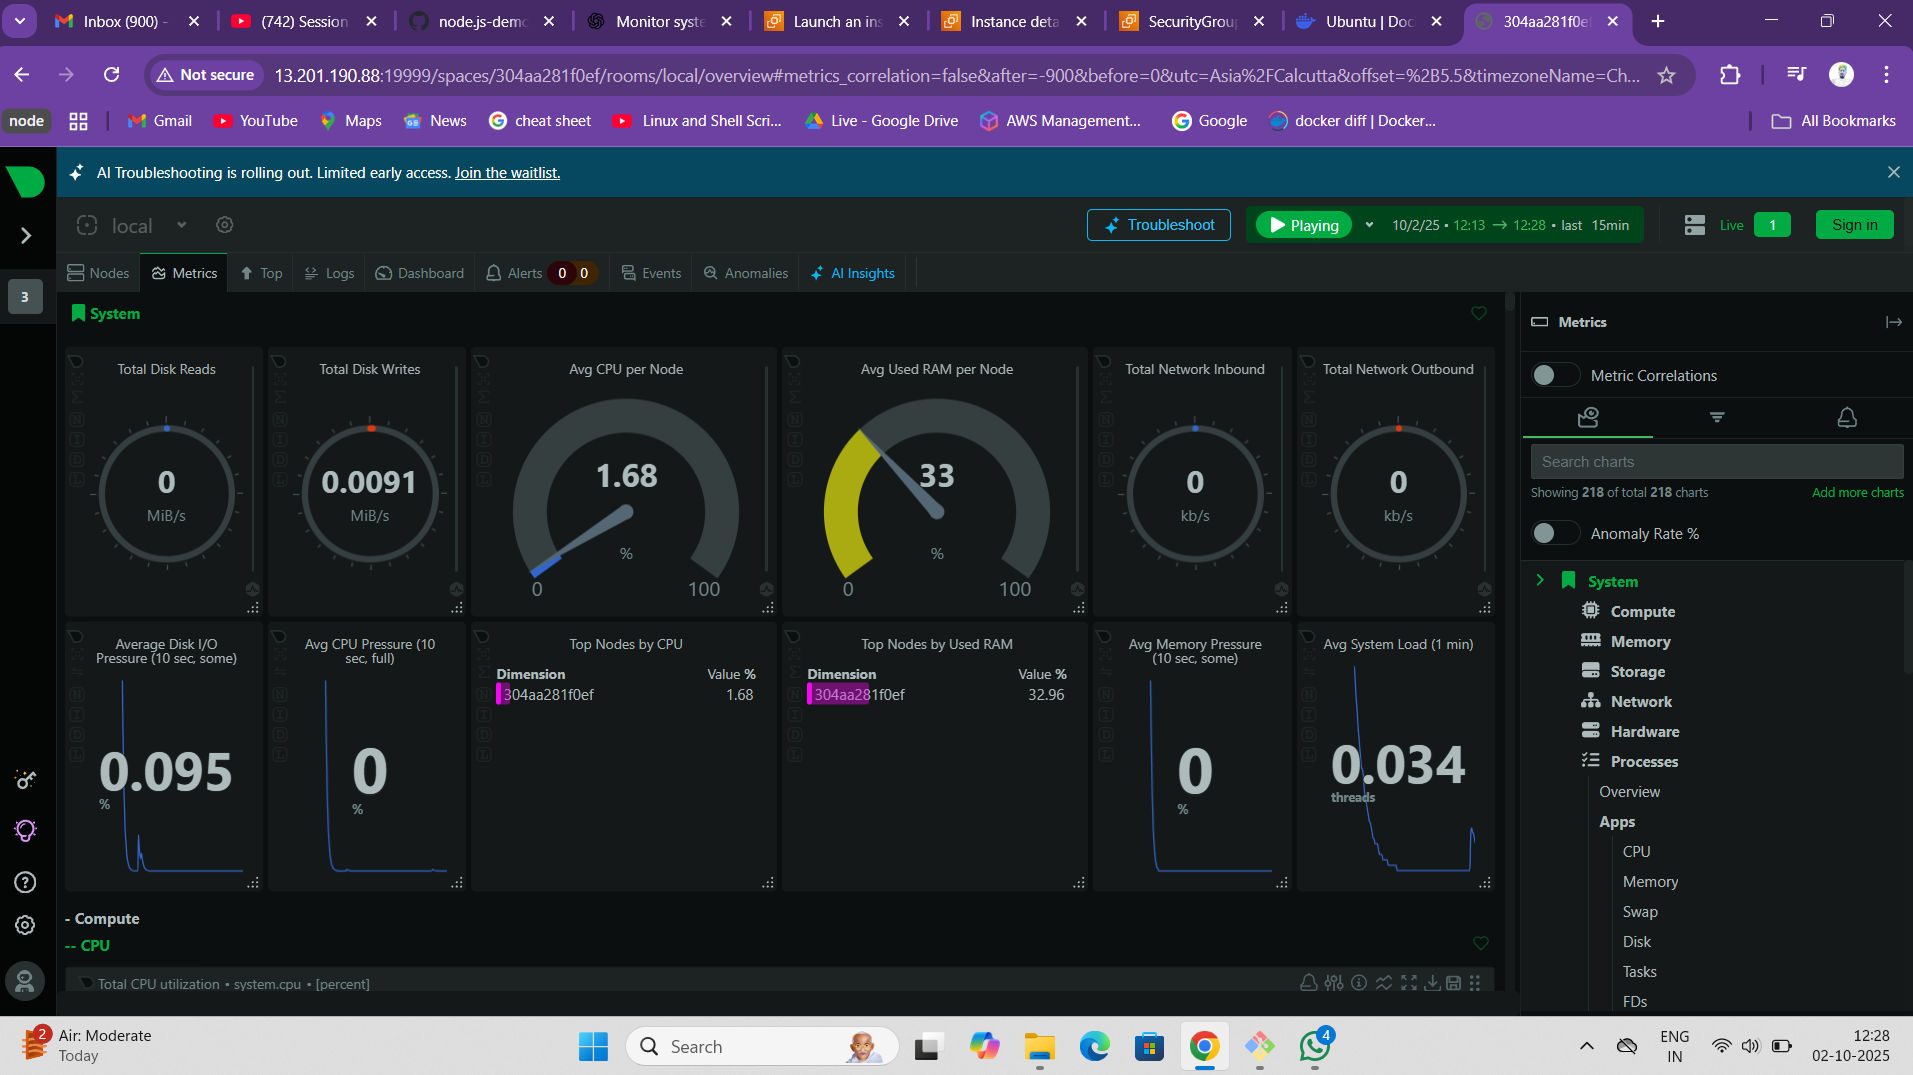 Inbox (900) -
(742) Session
node.js-demo
Monitor syste
Launch an ins
Instance deta
SecurityGroup
Ubuntu | Doc
304aa281f0ef
Not secure
13.201.190.88:19999/spaces/304aa281f0ef/rooms/local/overview#metrics_correlation=false&after=-900&before=0&utc=Asia%2FCalcutta&offset=%2B5.5&timezoneName=Ch...
node
Gmail
YouTube
Maps
News
cheat sheet
Linux and Shell Scri...
Live - Google Drive
AWS Management...
Google
docker diff | Docker...
All Bookmarks
AI Troubleshooting is rolling out. Limited early access. Join the waitlist.
local
Troubleshoot
Playing
10/2/25 • 12:13 → 12:28 • last 15min
Live
1
Sign in
Nodes
Metrics
Top
Logs
Dashboard
Alerts 0 0
Events
Anomalies
AI Insights
3
System
Total Disk Reads
0
MiB/s
Total Disk Writes
0.0091
MiB/s
Avg CPU per Node
1.68
%
0 100
Avg Used RAM per Node
33
%
0 100
Total Network Inbound
0
kb/s
Total Network Outbound
0
kb/s
Average Disk I/O
Pressure (10 sec, some)
0.095
%
Avg CPU Pressure (10
sec, full)
0
%
Top Nodes by CPU
Dimension Value %
304aa281f0ef 1.68
Top Nodes by Used RAM
Dimension Value %
304aa281f0ef 32.96
Avg Memory Pressure
(10 sec, some)
0
%
Avg System Load (1 min)
0.034
threads
- Compute
-- CPU
Total CPU utilization • system.cpu • [percent]
Metrics
Metric Correlations
Search charts
Showing 218 of total 218 charts
Add more charts
Anomaly Rate %
System
Compute
Memory
Storage
Network
Hardware
Processes
Overview
Apps
CPU
Memory
Swap
Disk
Tasks
FDs
2
Air: Moderate
Today
Search
4
ENG
IN
12:28
02-10-2025